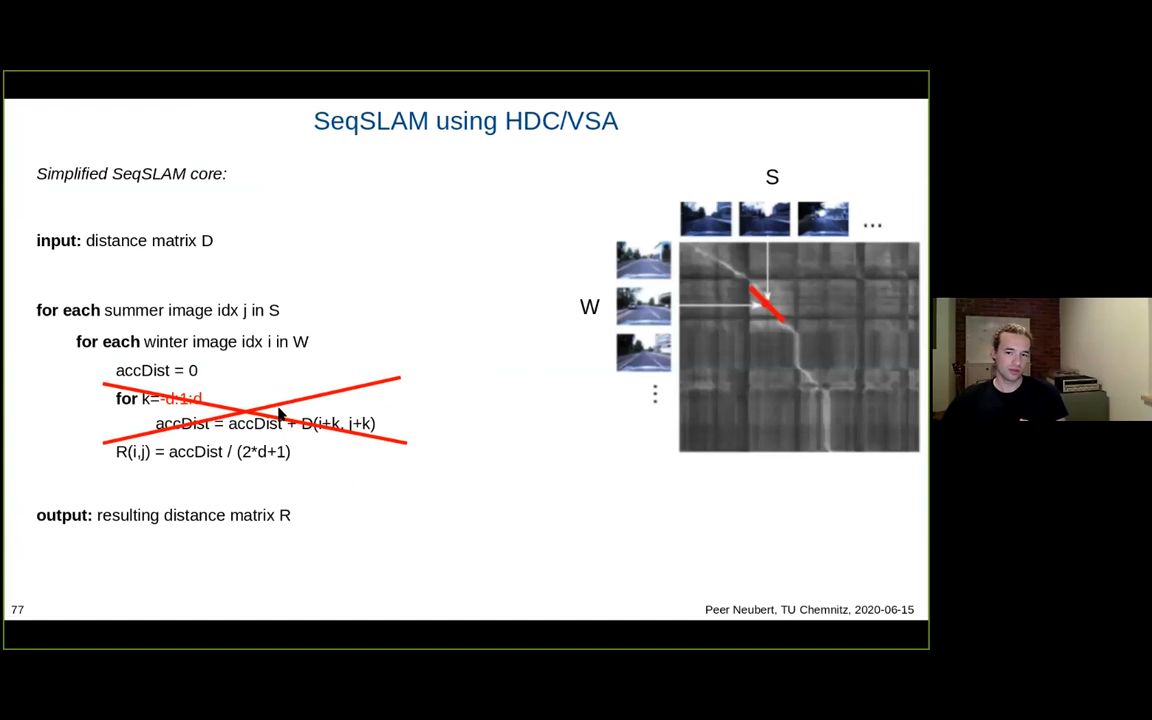 SeqSLAM using HDC/VSA
Simplified SeqSLAM core:
S
input: distance matrix D
...
W
for each summer image idx j in S
for each winter image idx i in W
accDist = 0
for k=-d:1:d
accDist = accDist + D(i+k, j+k)
R(i,j) = accDist / (2*d+1)
output: resulting distance matrix R
77
Peer Neubert, TU Chemnitz, 2020-06-15